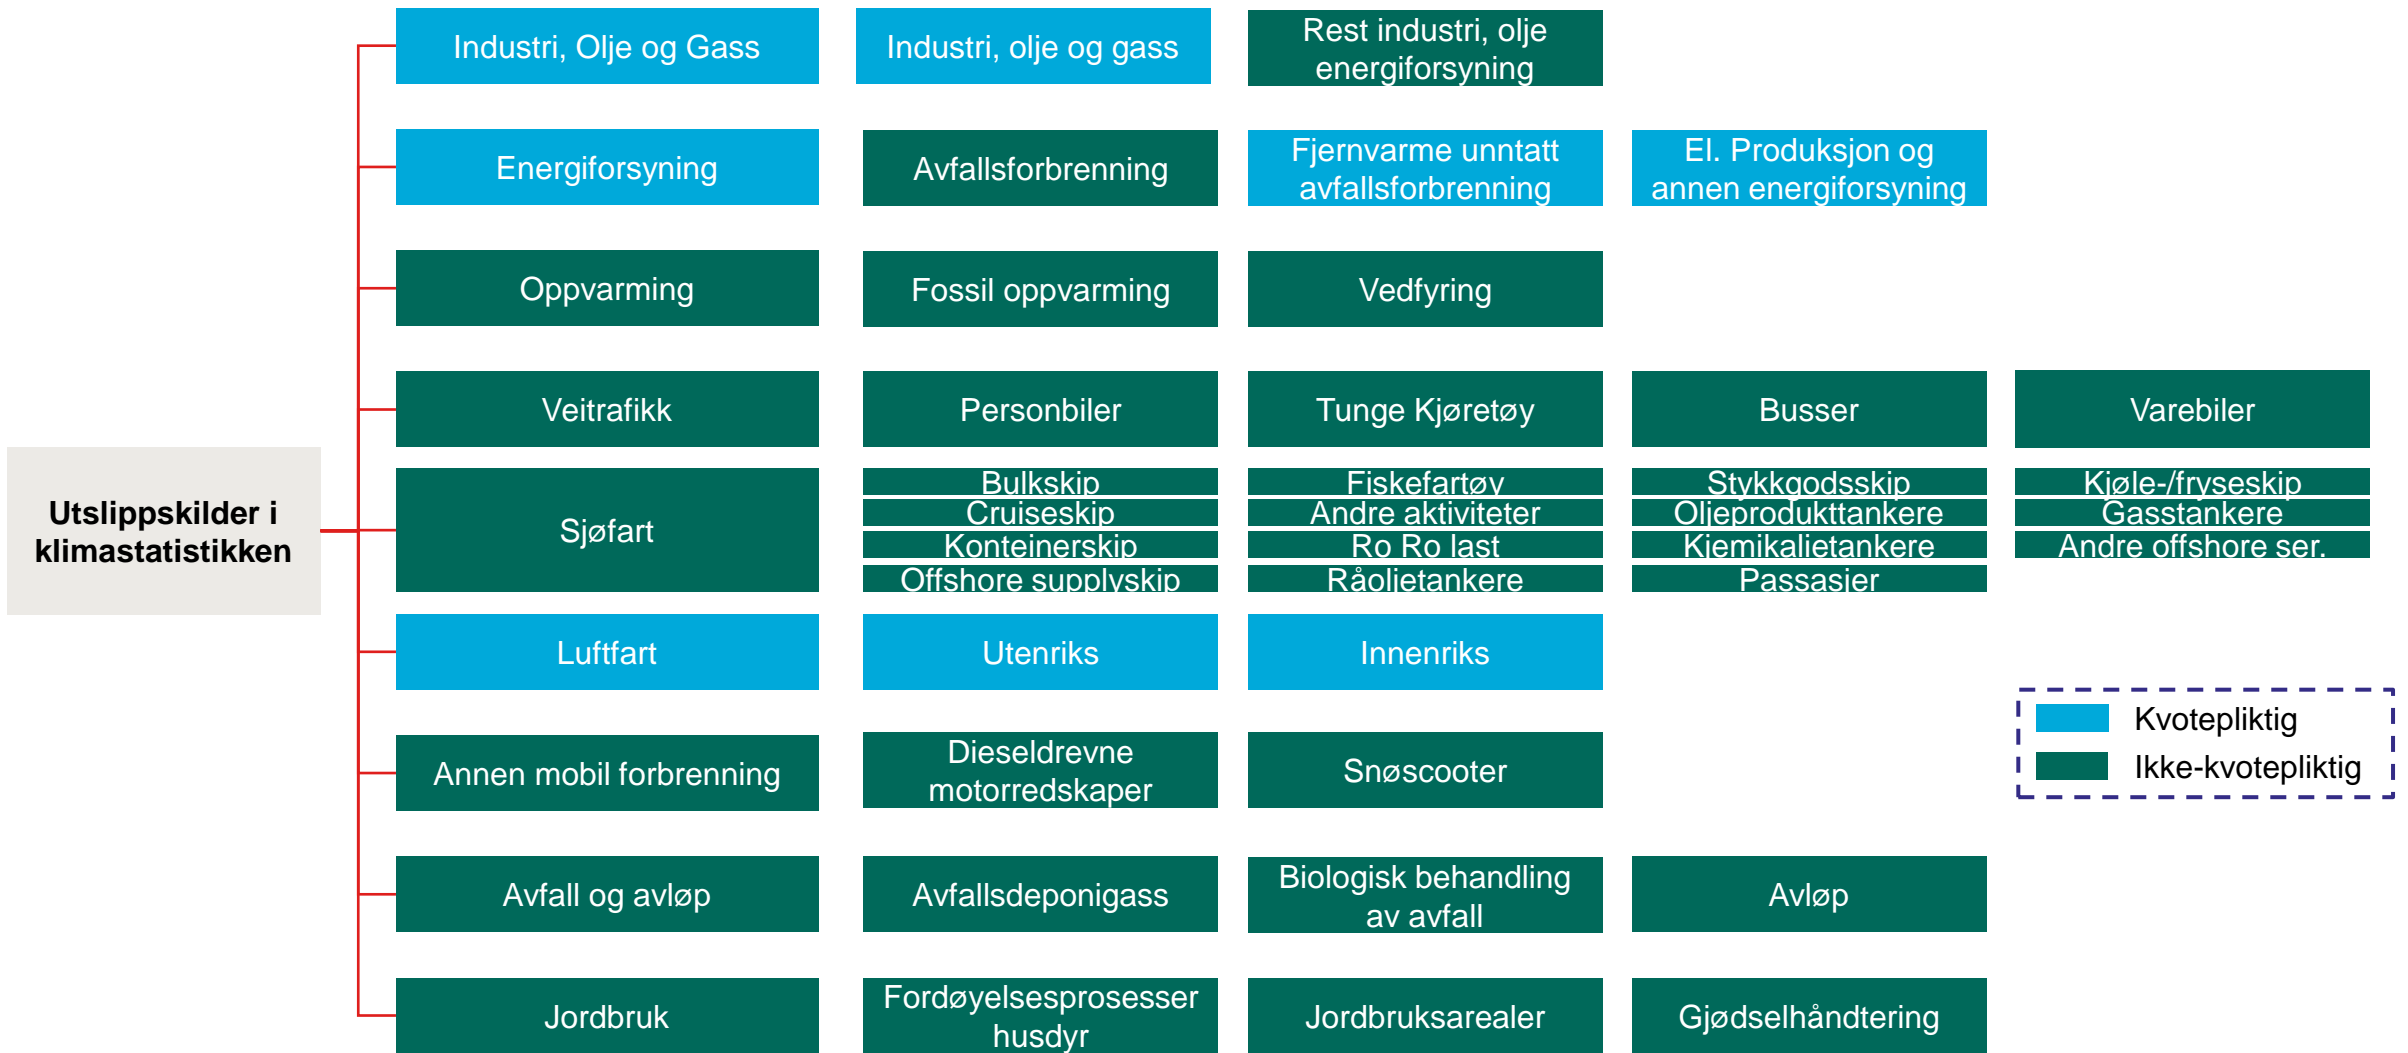 Utslippskilder i
klimastatistikken
Industri, Olje og Gass
Industri, olje og gass
Rest industri, olje
energiforsyning
Energiforsyning
Avfallsforbrenning
Fjernvarme unntatt
avfallsforbrenning
El. Produksjon og
annen energiforsyning
Oppvarming
Fossil oppvarming
Vedfyring
Veitrafikk
Personbiler
Tunge Kjøretøy
Busser
Varebiler
Sjøfart
Bulkskip
Fiskefartøy
Stykkgodsskip
Kjøle-/fryseskip
Cruiseskip
Andre aktiviteter
Oljeprodukttankere
Gasstankere
Konteinerskip
Ro Ro last
Kjemikalietankere
Andre offshore ser.
Offshore supplyskip
Råoljetankere
Passasjer
Luftfart
Utenriks
Innenriks
Annen mobil forbrenning
Dieseldrevne
motorredskaper
Snøscooter
Kvotepliktig
Ikke-kvotepliktig
Avfall og avløp
Avfallsdeponigass
Biologisk behandling
av avfall
Avløp
Jordbruk
Fordøyelsesprosesser
husdyr
Jordbruksarealer
Gjødselhåndtering